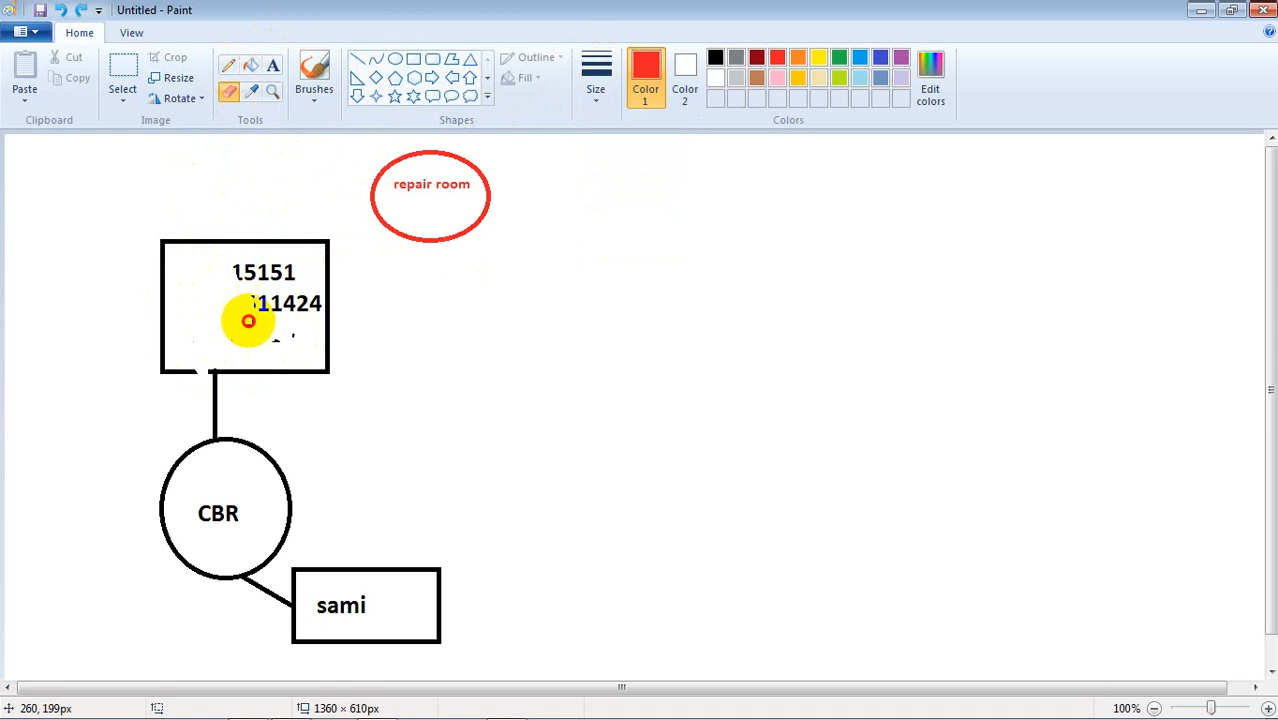 Untitled - Paint
Home
View
Paste
Cut
Copy
Clipboard
Select
Crop
Resize
Rotate
Image
Tools
Brushes
Outline
Fill
Shapes
Size
Color
1
Color
2
Edit
colors
Colors
repair room
15151
11424
CBR
sami
260, 199px
1360 × 610px
100%